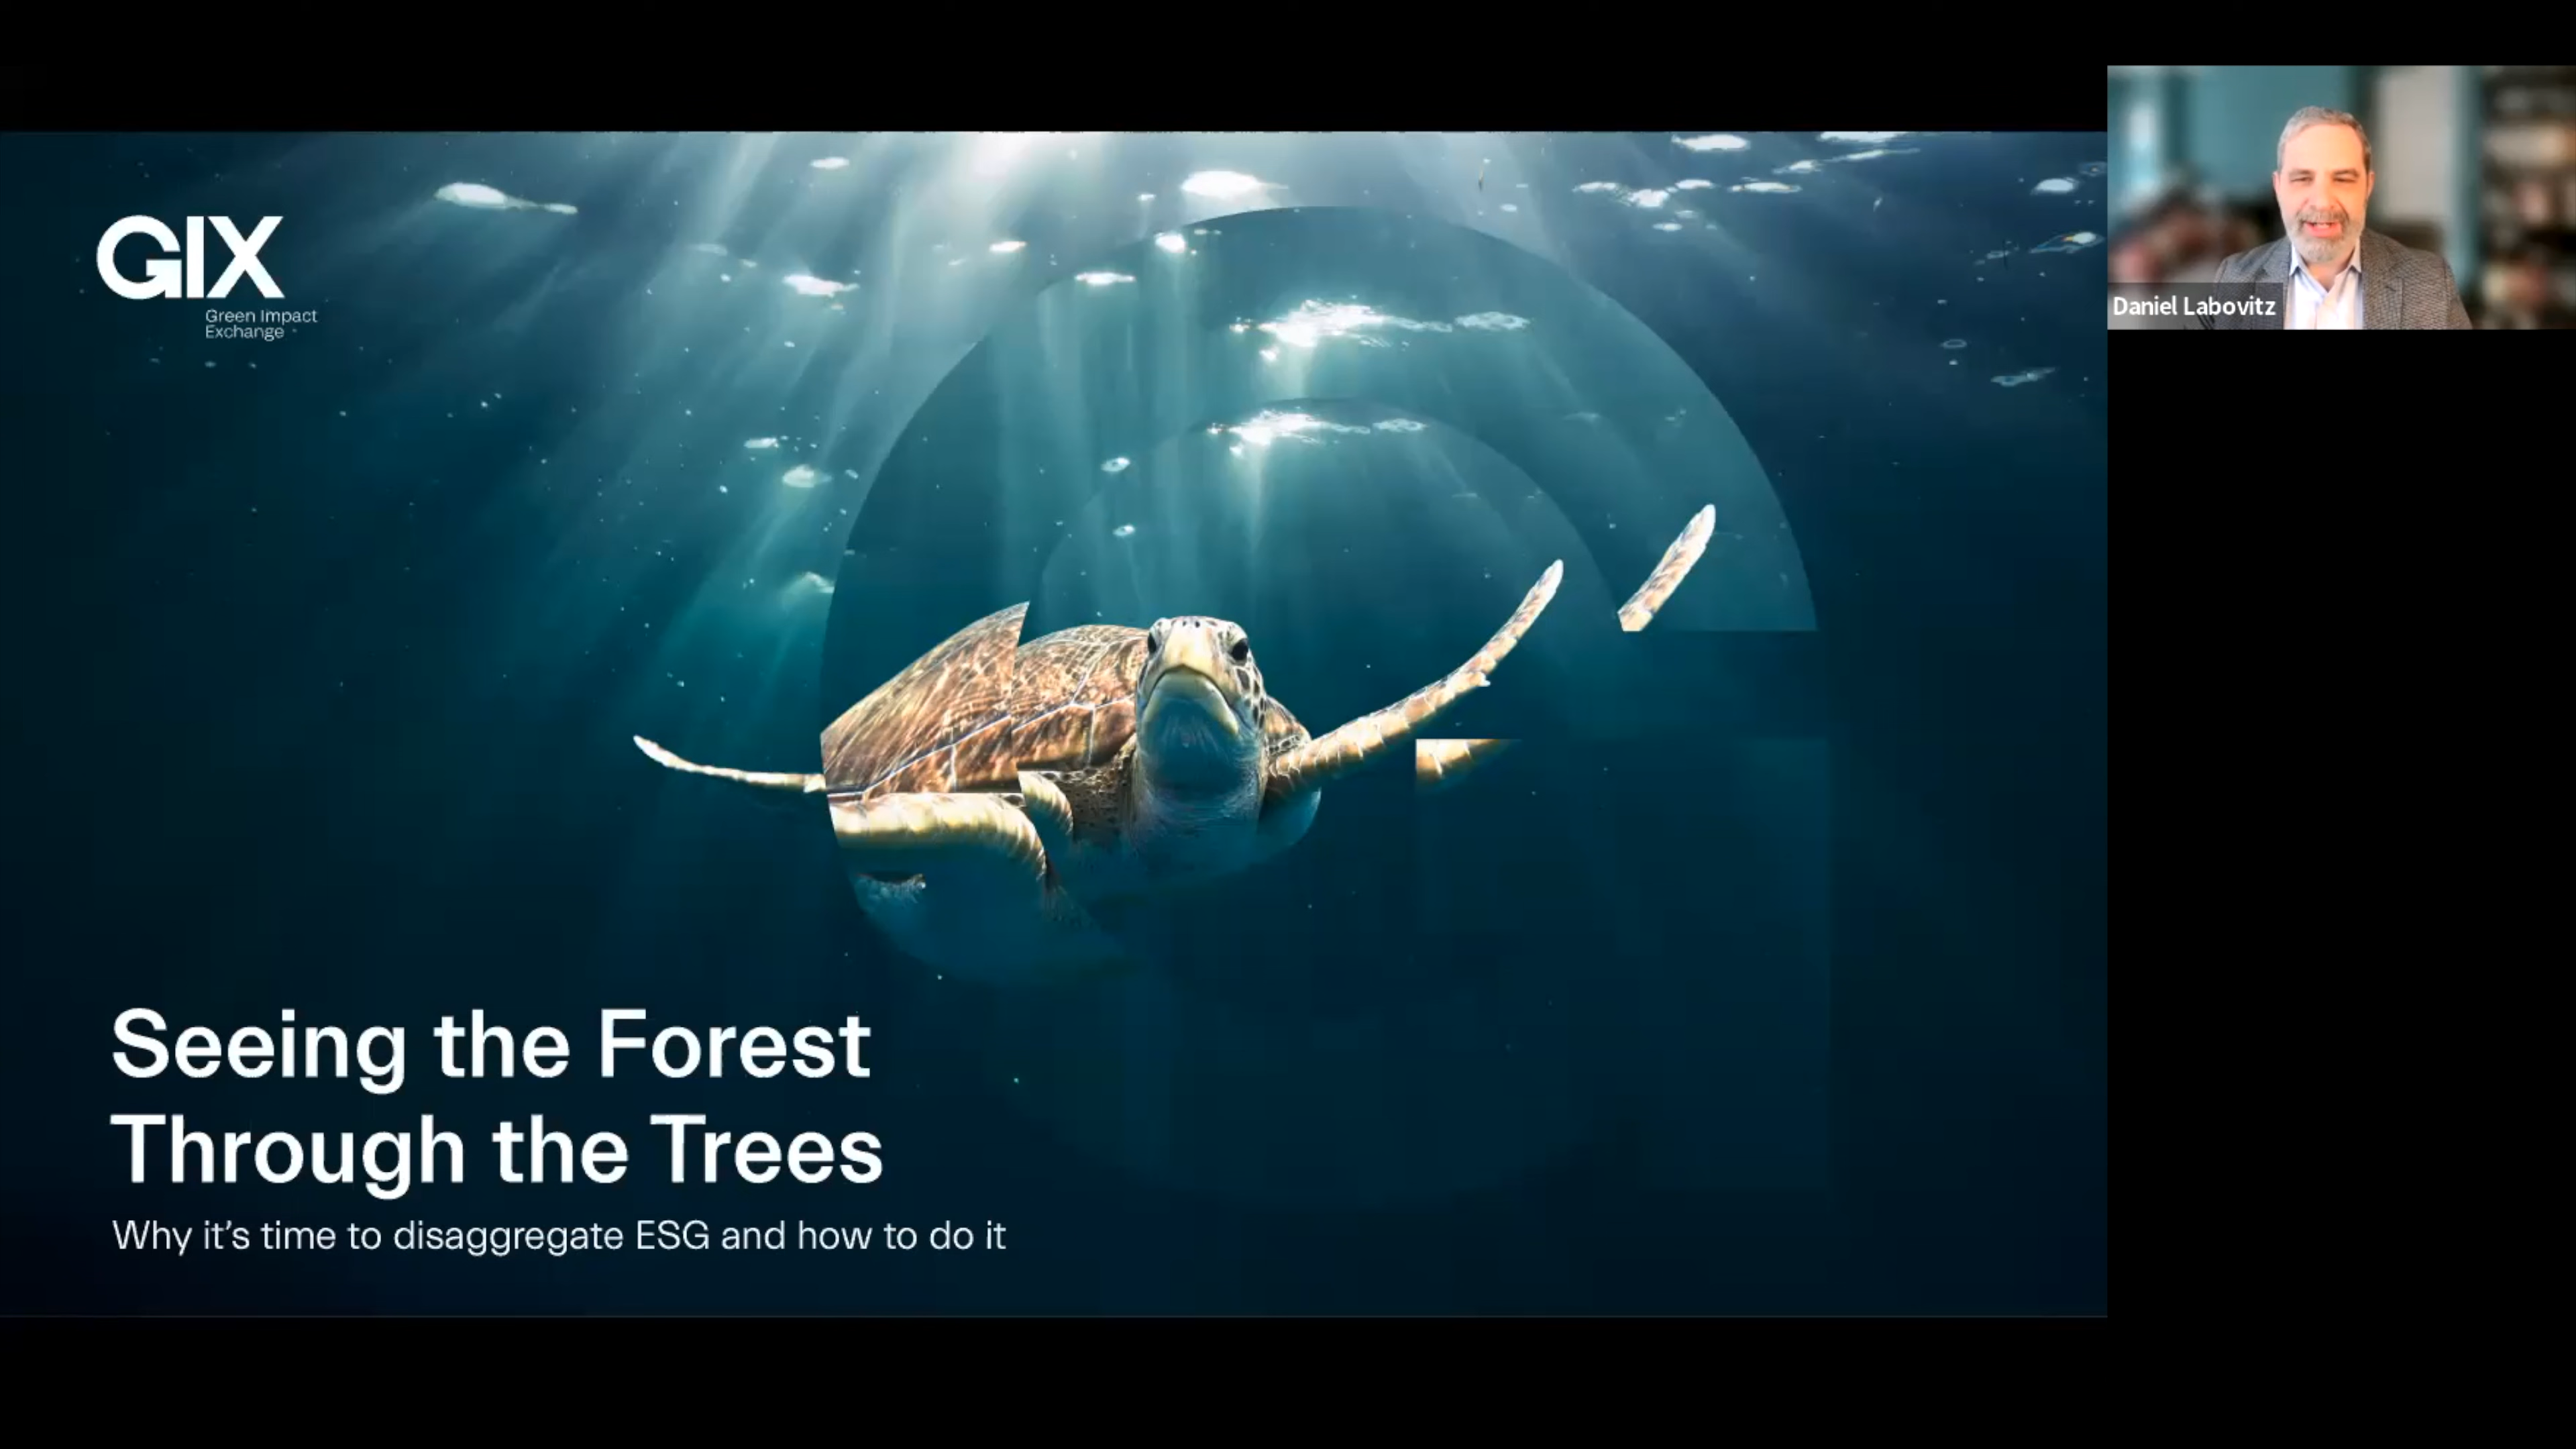 GIX
Green Impact
Exchange
Daniel Labovitz
Seeing the Forest
Through the Trees
Why it's time to disaggregate ESG and how to do it